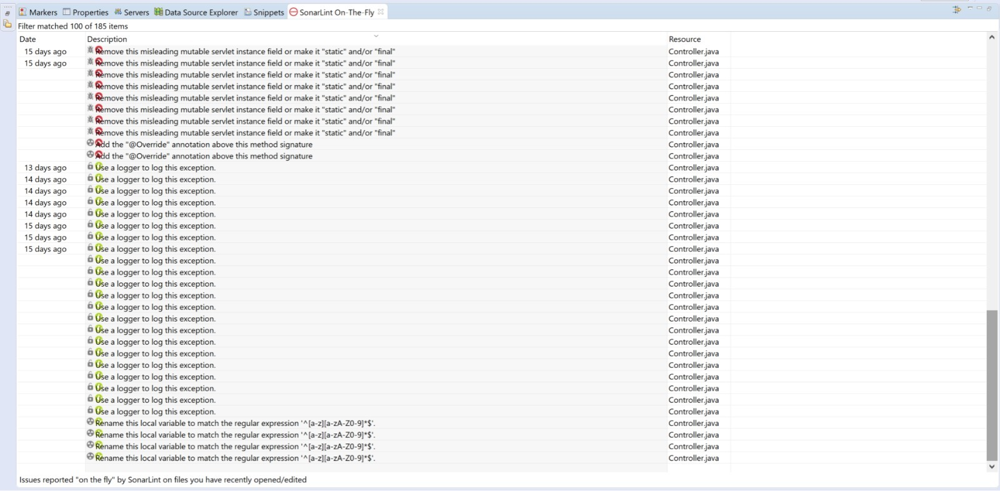 Markers Properties Servers Data Source Explorer Snippets SonarLint On-The-Fly
Filter matched 100 of 185 items
Date Description Resource
15 days ago Remove this misleading mutable servlet instance field or make it "static" and/or "final" Controller.java
15 days ago Remove this misleading mutable servlet instance field or make it "static" and/or "final" Controller.java
Remove this misleading mutable servlet instance field or make it "static" and/or "final" Controller.java
Remove this misleading mutable servlet instance field or make it "static" and/or "final" Controller.java
Remove this misleading mutable servlet instance field or make it "static" and/or "final" Controller.java
Remove this misleading mutable servlet instance field or make it "static" and/or "final" Controller.java
Remove this misleading mutable servlet instance field or make it "static" and/or "final" Controller.java
Remove this misleading mutable servlet instance field or make it "static" and/or "final" Controller.java
Add the "@Override" annotation above this method signature Controller.java
Add the "@Override" annotation above this method signature Controller.java
13 days ago Use a logger to log this exception. Controller.java
14 days ago Use a logger to log this exception. Controller.java
14 days ago Use a logger to log this exception. Controller.java
14 days ago Use a logger to log this exception. Controller.java
14 days ago Use a logger to log this exception. Controller.java
15 days ago Use a logger to log this exception. Controller.java
15 days ago Use a logger to log this exception. Controller.java
15 days ago Use a logger to log this exception. Controller.java
Use a logger to log this exception. Controller.java
Use a logger to log this exception. Controller.java
Use a logger to log this exception. Controller.java
Use a logger to log this exception. Controller.java
Use a logger to log this exception. Controller.java
Use a logger to log this exception. Controller.java
Use a logger to log this exception. Controller.java
Use a logger to log this exception. Controller.java
Use a logger to log this exception. Controller.java
Use a logger to log this exception. Controller.java
Use a logger to log this exception. Controller.java
Use a logger to log this exception. Controller.java
Use a logger to log this exception. Controller.java
Use a logger to log this exception. Controller.java
Rename this local variable to match the regular expression '^[a-z][a-zA-Z0-9]*$'. Controller.java
Rename this local variable to match the regular expression '^[a-z][a-zA-Z0-9]*$'. Controller.java
Rename this local variable to match the regular expression '^[a-z][a-zA-Z0-9]*$'. Controller.java
Rename this local variable to match the regular expression '^[a-z][a-zA-Z0-9]*$'. Controller.java
Issues reported "on the fly" by SonarLint on files you have recently opened/edited